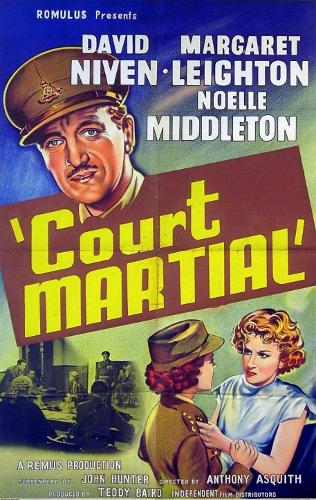 ROMULUS Presents
DAVID MARGARET
NIVEN · LEIGHTON
NOELLE
MIDDLETON
'Court
MARTIAL'
A REMUS PRODUCTION
SCREENPLAY BY JOHN HUNTER DIRECTED BY ANTHONY ASQUITH
PRODUCED BY TEDDY BAIRD INDEPENDENT FILM DISTRIBUTORS